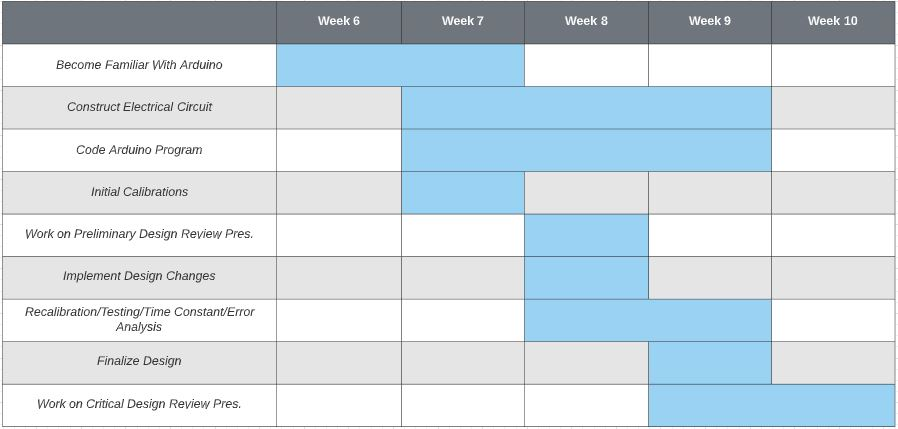 Week 6 Week 7 Week 8 Week 9 Week 10
Become Familiar With Arduino
Construct Electrical Circuit
Code Arduino Program
Initial Calibrations
Work on Preliminary Design Review Pres.
Implement Design Changes
Recalibration/Testing/Time Constant/Error
Analysis
Finalize Design
Work on Critical Design Review Pres.